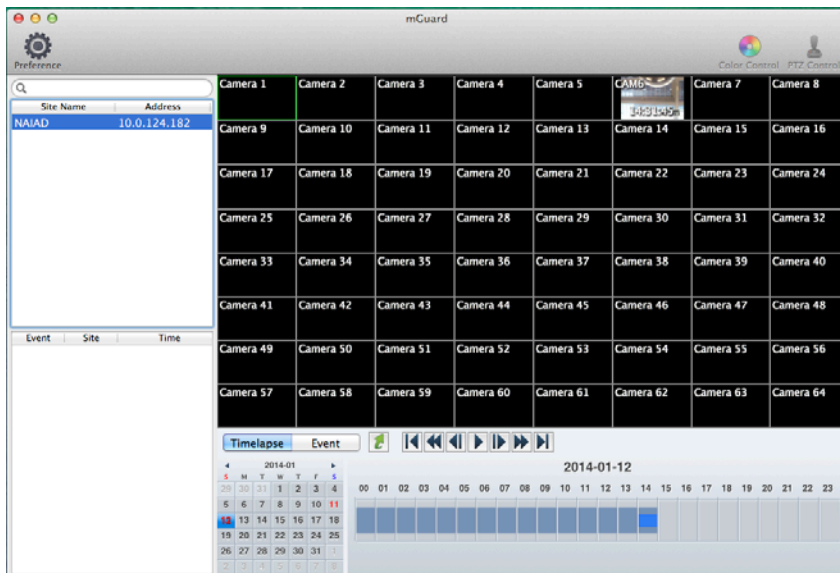 mGuard
Preference
Color Control PTZ Control
Site Name Address
NAIAD 10.0.124.182
Camera 1 Camera 2 Camera 3 Camera 4 Camera 5 CAM6 Camera 7 Camera 8
14:31:45
Camera 9 Camera 10 Camera 11 Camera 12 Camera 13 Camera 14 Camera 15 Camera 16
Camera 17 Camera 18 Camera 19 Camera 20 Camera 21 Camera 22 Camera 23 Camera 24
Camera 25 Camera 26 Camera 27 Camera 28 Camera 29 Camera 30 Camera 31 Camera 32
Camera 33 Camera 34 Camera 35 Camera 36 Camera 37 Camera 38 Camera 39 Camera 40
Camera 41 Camera 42 Camera 43 Camera 44 Camera 45 Camera 46 Camera 47 Camera 48
Event Site Time
Camera 49 Camera 50 Camera 51 Camera 52 Camera 53 Camera 54 Camera 55 Camera 56
Camera 57 Camera 58 Camera 59 Camera 60 Camera 61 Camera 62 Camera 63 Camera 64
Timelapse Event
2014-01
2014-01-12
S M T W T F S
29 30 31 1 2 3 4
00 01 02 03 04 05 06 07 08 09 10 11 12 13 14 15 16 17 18 19 20 21 22 23
5 6 7 8 9 10 11
12 13 14 15 16 17 18
19 20 21 22 23 24 25
26 27 28 29 30 31 1
2 3 4 5 6 7 8